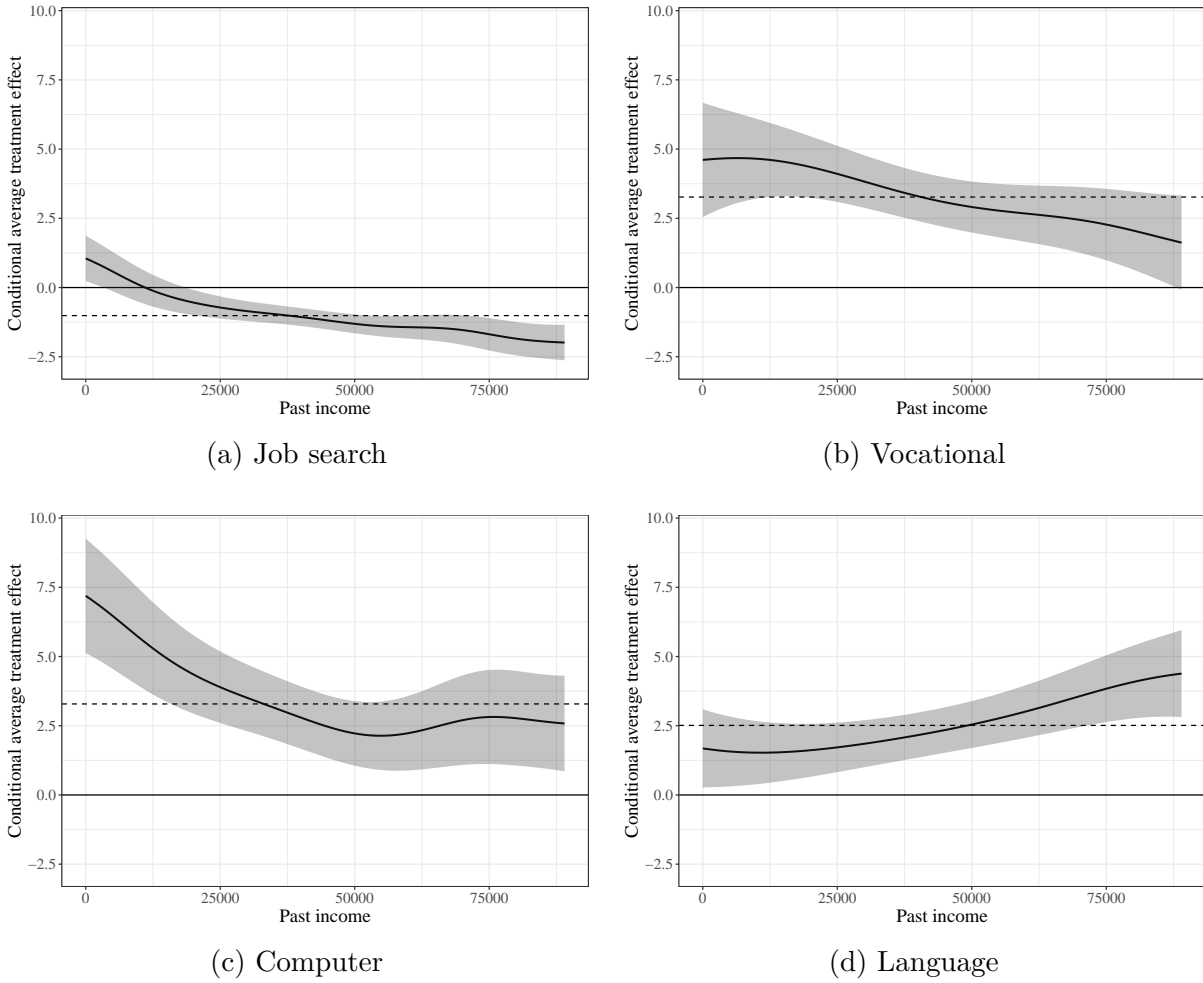 Conditional average treatment effect
10.0
7.5
5.0
2.5
0.0
−2.5
0 25000 50000 75000
Past income
(a) Job search
Conditional average treatment effect
10.0
7.5
5.0
2.5
0.0
−2.5
0 25000 50000 75000
Past income
(b) Vocational
Conditional average treatment effect
10.0
7.5
5.0
2.5
0.0
−2.5
0 25000 50000 75000
Past income
(c) Computer
Conditional average treatment effect
10.0
7.5
5.0
2.5
0.0
−2.5
0 25000 50000 75000
Past income
(d) Language